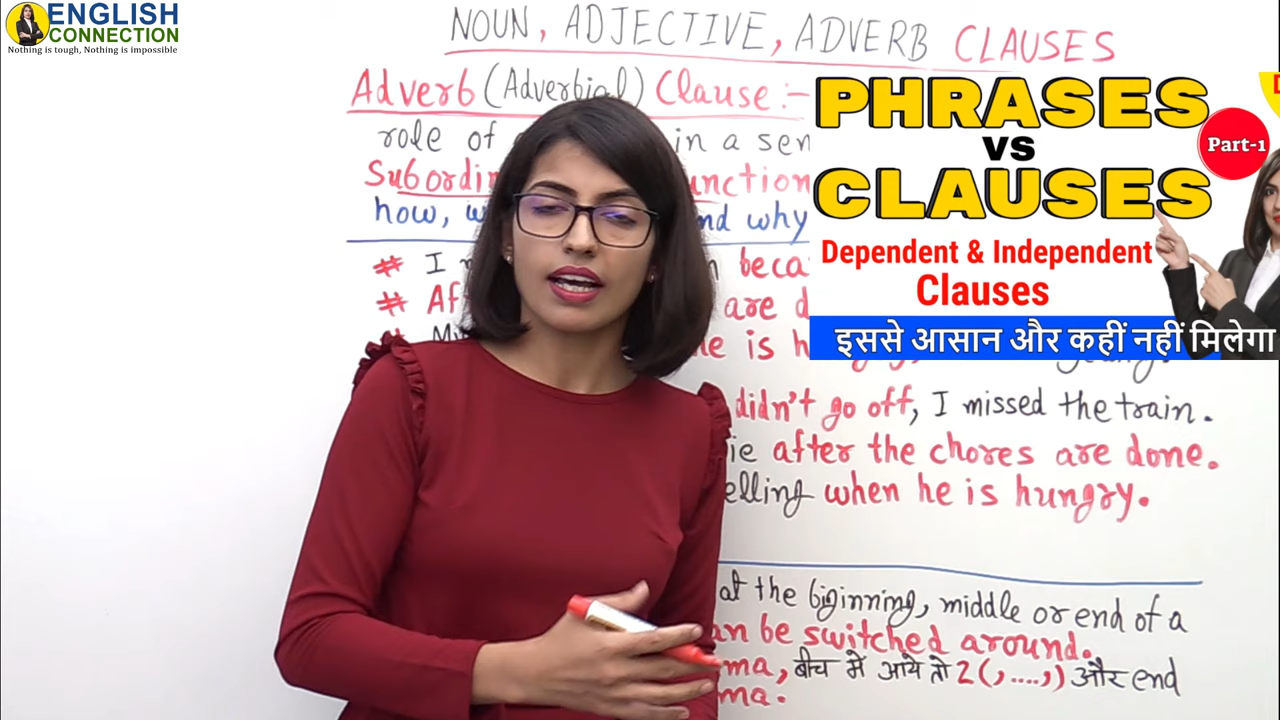 ENGLISH
CONNECTION
Nothing is tough, Nothing is impossible
NOUN, ADJECTIVE, ADVERB CLAUSES
Adverb (Adverbial) Clause :-
role of in a sen
Subordin unction
how, w nd why
# I because
# Af are d
# M he is h
didn't go off, I missed the train.
ie after the chores are done.
elling when he is hungry.
at the biginning, middle or end of a
an be switched around.
ma, बीच में आये तो 2 (, ...., ) और end
ma.
PHRASES
VS
CLAUSES
Part-1
Dependent & Independent
Clauses
इससे आसान और कहीं नहीं मिलेगा